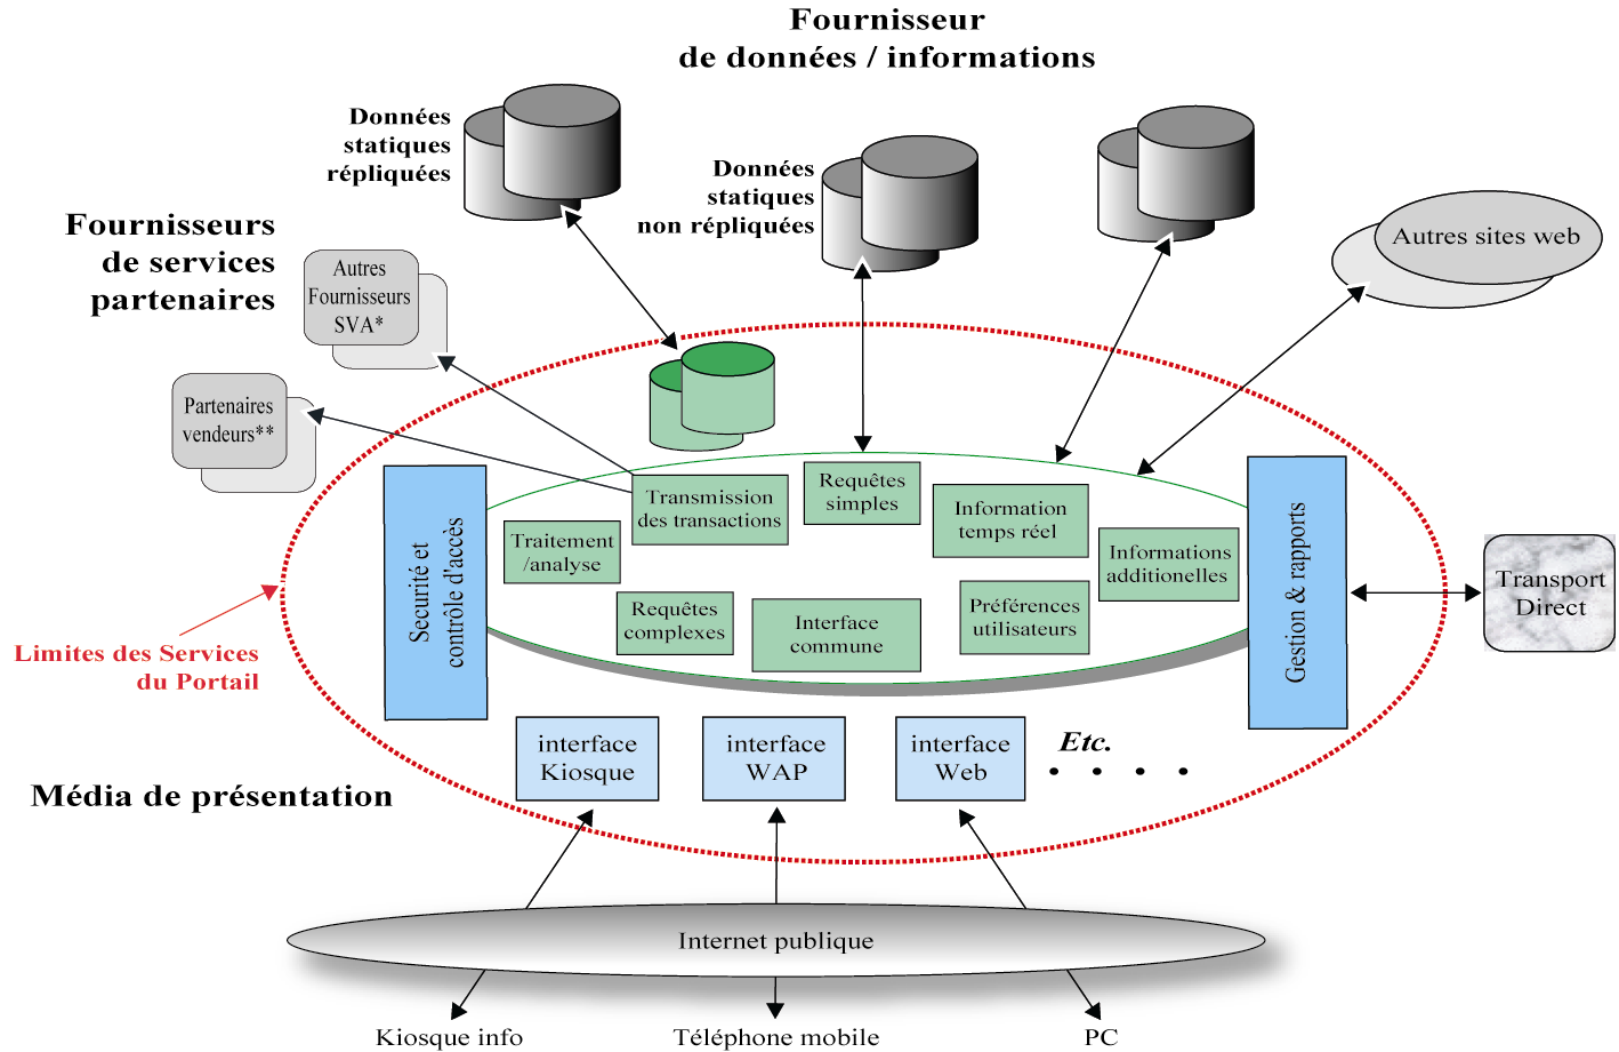 Fournisseur
de données / informations
Données
statiques
répliquées
Données
statiques
non répliquées
Autres sites web
Fournisseurs
de services
partenaires
Autres
Fournisseurs
SVA*
Partenaires
vendeurs**
Securité et
contrôle d'accès
Transmission
des transactions
Requêtes
simples
Information
temps réel
Traitement
/analyse
Informations
additionelles
Requêtes
complexes
Interface
commune
Préférences
utilisateurs
Gestion & rapports
Transport
Direct
Limites des Services
du Portail
interface
Kiosque
interface
WAP
interface
Web
Etc.
. . . .
Média de présentation
Internet publique
Kiosque info
Téléphone mobile
PC